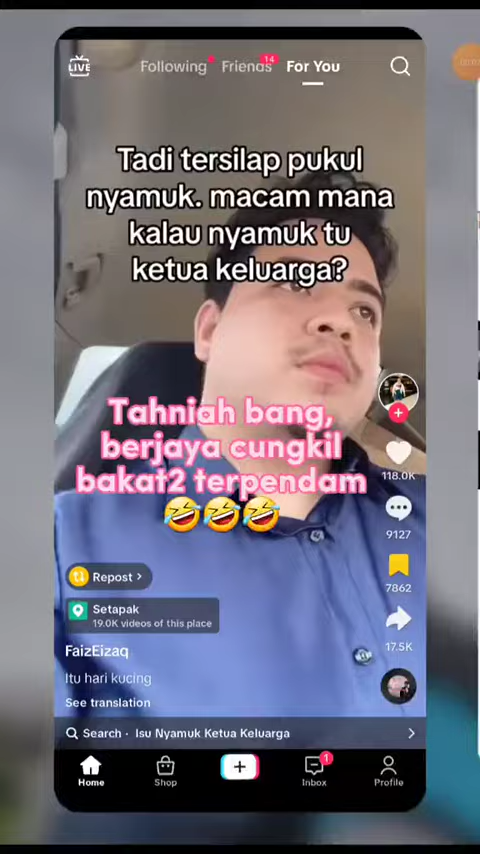 LIVE
Following
Friends
14
For You
Tadi tersilap pukul
nyamuk. macam mana
kalau nyamuk tu
ketua keluarga?
Tahniah bang,
berjaya cungkil
bakat2 terpendam
🤣🤣🤣
118.0K
9127
7862
17.5K
Repost >
Setapak
19.0K videos of this place
FaizEizaq
Itu hari kucing
See translation
Search · Isu Nyamuk Ketua Keluarga >
Home
Shop
1
Inbox
Profile